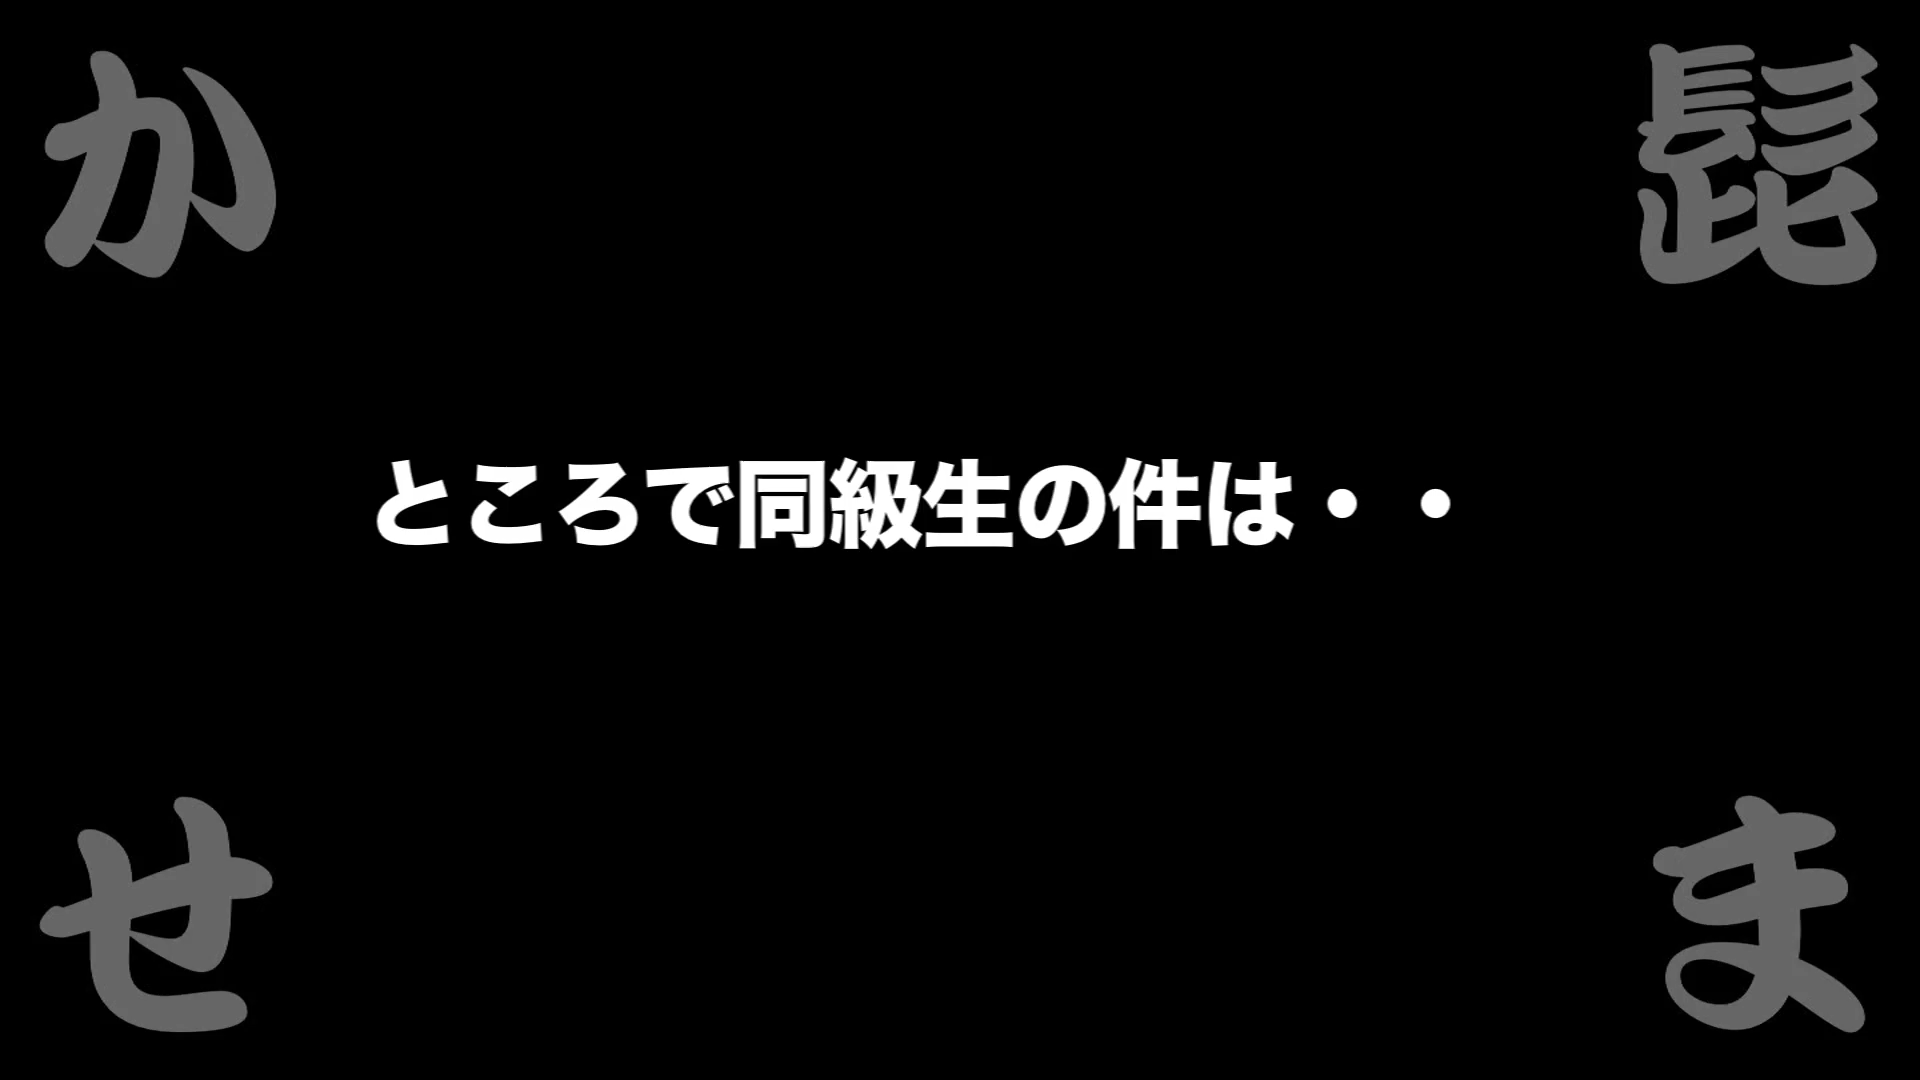 か
髭
ところで同級生の件は・・
せ
ま